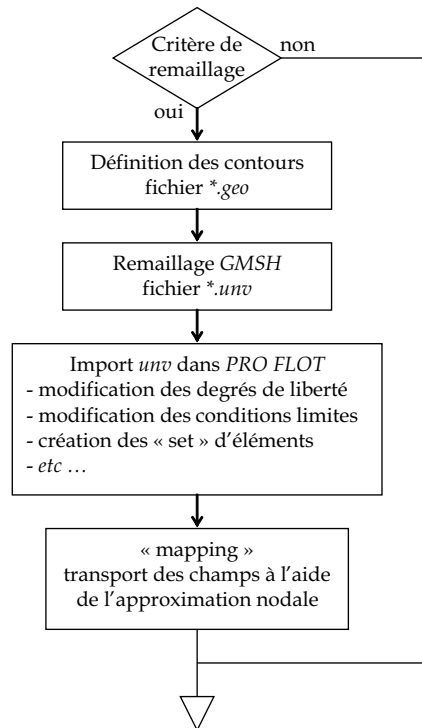 Critère de
remaillage
non
oui
Définition des contours
fichier *.geo
Remaillage GMSH
fichier *.unv
Import unv dans PRO FLOT
- modification des degrés de liberté
- modification des conditions limites
- création des « set » d'éléments
- etc …
« mapping »
transport des champs à l'aide
de l'approximation nodale